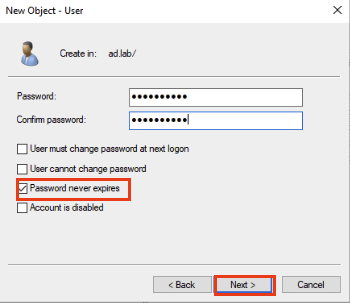 New Object - User
Create in: ad.lab/
Password: ●●●●●●●●●●
Confirm password: ●●●●●●●●●●
User must change password at next logon
User cannot change password
Password never expires
Account is disabled
< Back Next > Cancel